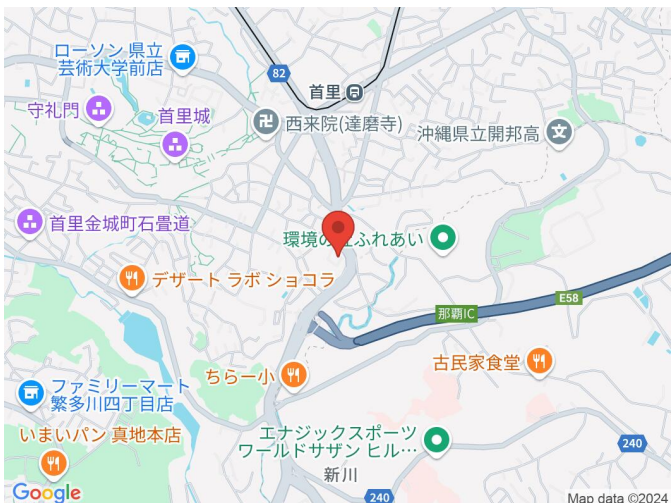 ローソン 県立
芸術大学前店
82
首里
守礼門
首里城
西来院(達磨寺)
沖縄県立開邦高
首里金城町石畳道
環境の
ふれあい
デザート ラボ ショコラ
E58
那覇IC
ちらー小
古民家食堂
ファミリーマート
繁多川四丁目店
いまいパン 真地本店
エナジックスポーツ
ワールドサザン ヒル…
240
新川
240
Google
Map data ©2024